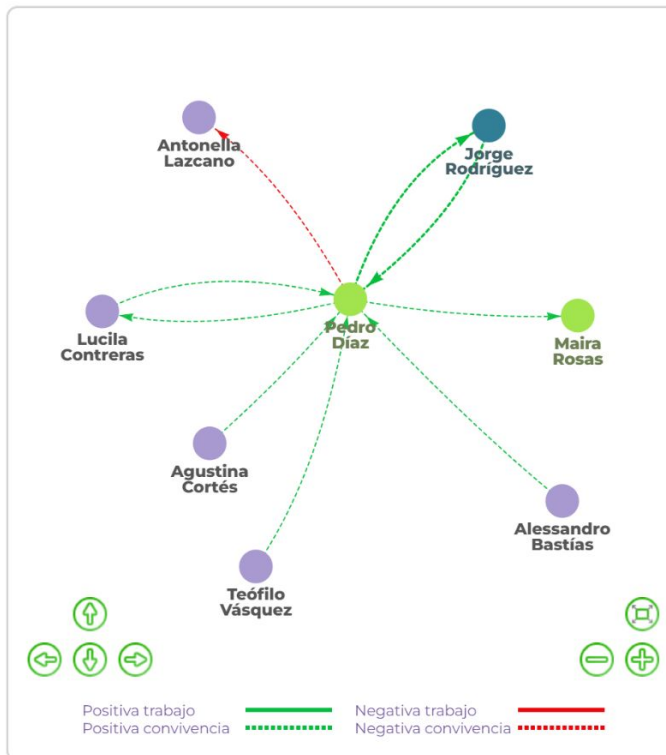 Antonella
Lazcano
Jorge
Rodríguez
Pedro
Díaz
Lucila
Contreras
Maira
Rosas
Agustina
Cortés
Alessandro
Bastías
Teófilo
Vásquez
Positiva trabajo
Negativa trabajo
Positiva convivencia
Negativa convivencia